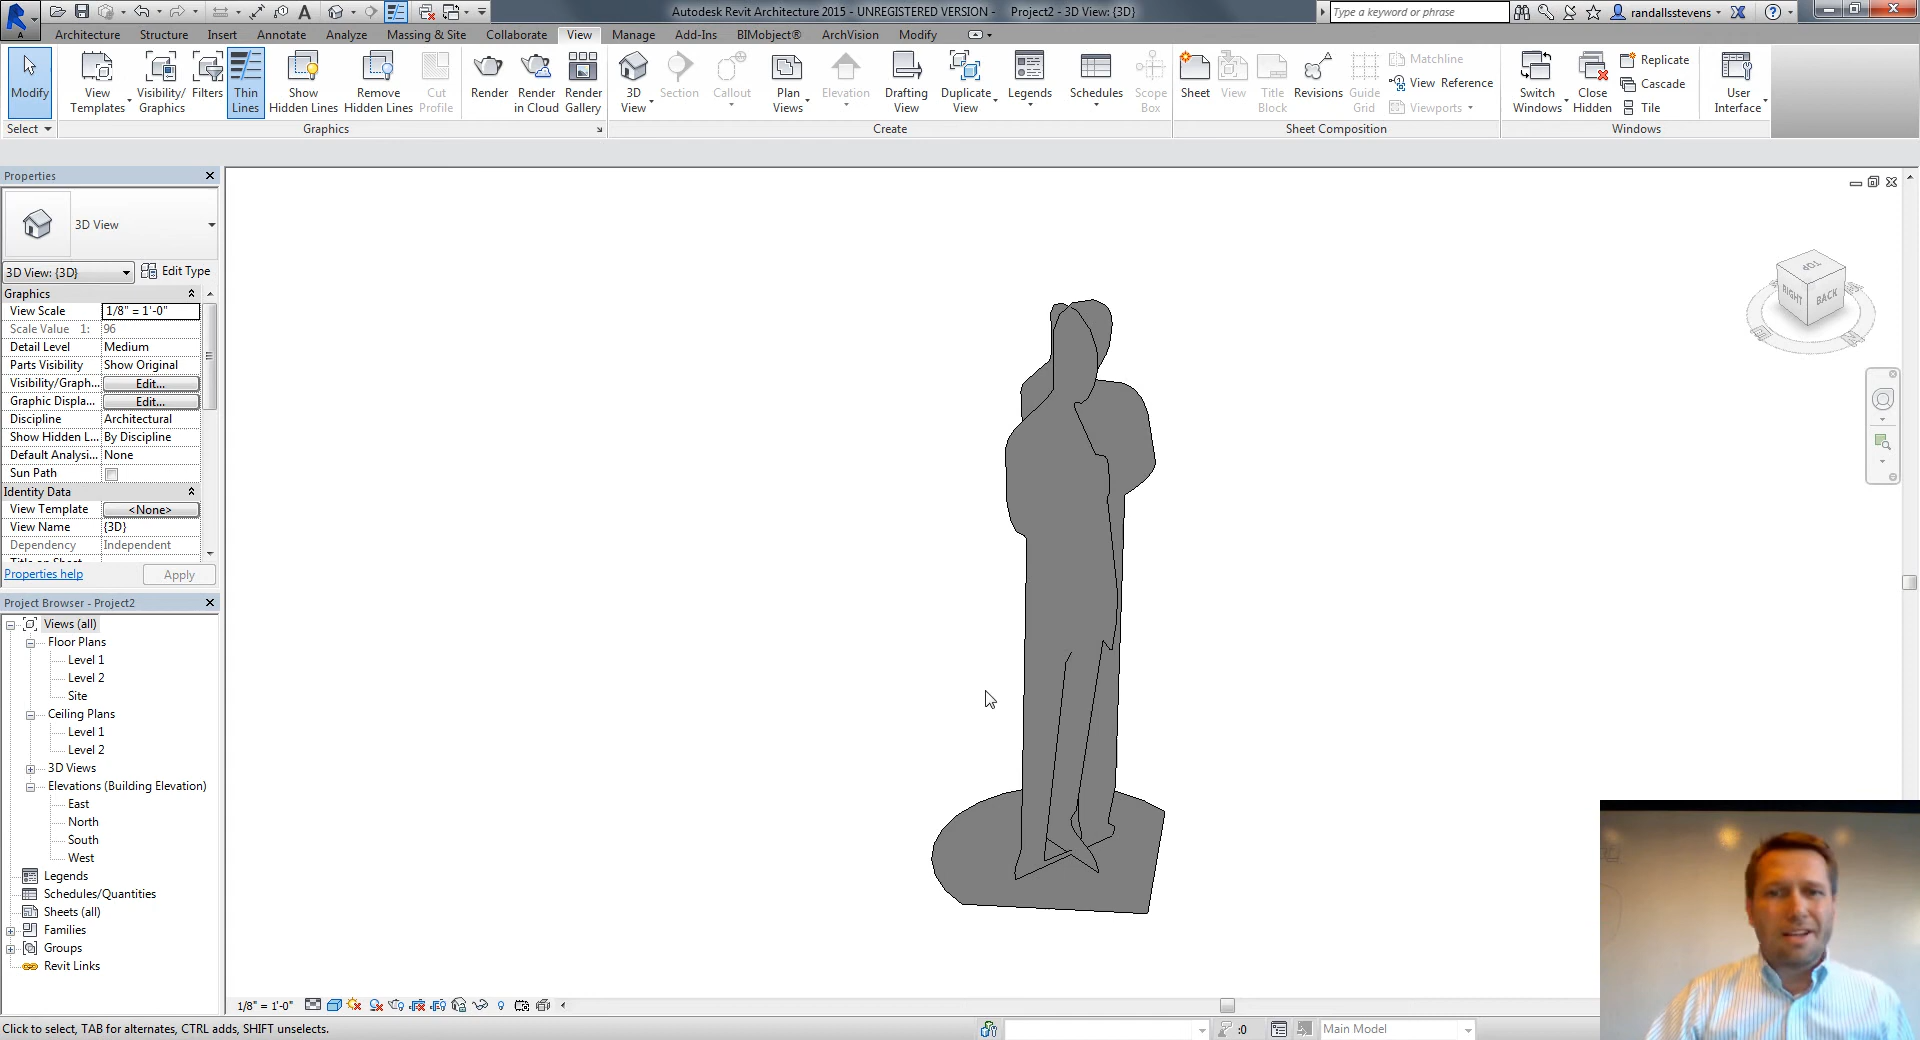 Autodesk Revit Architecture 2015 - UNREGISTERED VERSION - Project2 - 3D View: {3D}
Type a keyword or phrase
randallsstevens
Architecture Structure Insert Annotate Analyze Massing & Site Collaborate View Manage Add-Ins BIMobject® ArchVision Modify
Modify
View Templates
Visibility/ Graphics
Filters
Thin Lines
Show Hidden Lines
Remove Hidden Lines
Cut Profile
Render
Render in Cloud
Render Gallery
3D View
Section
Callout
Plan Views
Elevation
Drafting View
Duplicate View
Legends
Schedules
Scope Box
Sheet
View
Title Block
Revisions
Guide Grid
Matchline
View Reference
Viewports
Switch Windows
Close Hidden
Replicate
Cascade
Tile
User Interface
Select Graphics Create Sheet Composition Windows
Properties
3D View
3D View: {3D} Edit Type
Graphics
View Scale 1/8" = 1'-0"
Scale Value 1: 96
Detail Level Medium
Parts Visibility Show Original
Visibility/Graph... Edit...
Graphic Displa... Edit...
Discipline Architectural
Show Hidden L... By Discipline
Default Analysi... None
Sun Path
Identity Data
View Template <None>
View Name {3D}
Dependency Independent
Properties help Apply
Project Browser - Project2
Views (all)
Floor Plans
Level 1
Level 2
Site
Ceiling Plans
Level 1
Level 2
3D Views
Elevations (Building Elevation)
East
North
South
West
Legends
Schedules/Quantities
Sheets (all)
Families
Groups
Revit Links
TOP
RIGHT
BACK
1/8" = 1'-0"
Click to select, TAB for alternates, CTRL adds, SHIFT unselects.
:0
Main Model